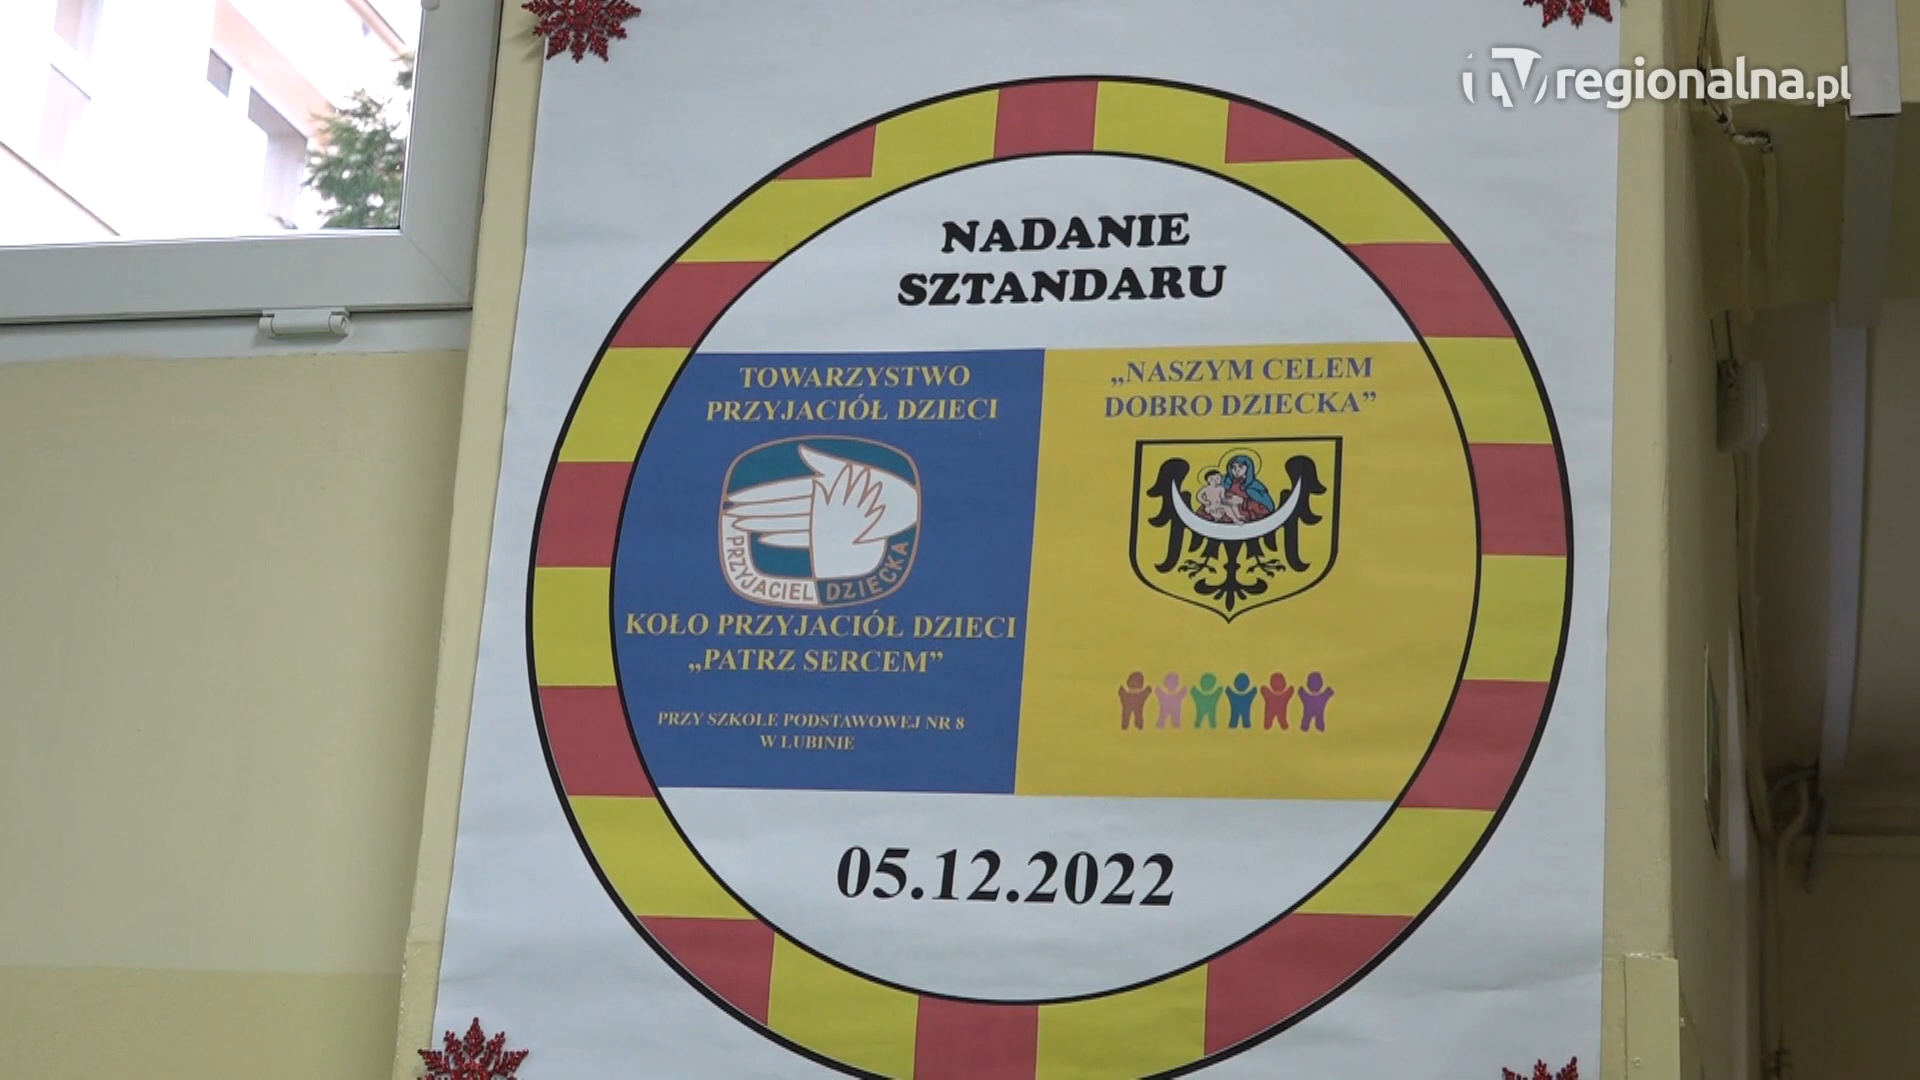 TVregionalna.pl
NADANIE
SZTANDARU
TOWARZYSTWO
PRZYJACIÓŁ DZIECI
PRZYJACIEL DZIECKA
KOŁO PRZYJACIÓŁ DZIECI
„PATRZ SERCEM”
PRZY SZKOLE PODSTAWOWEJ NR 8
W LUBINIE
„NASZYM CELEM
DOBRO DZIECKA”
05.12.2022